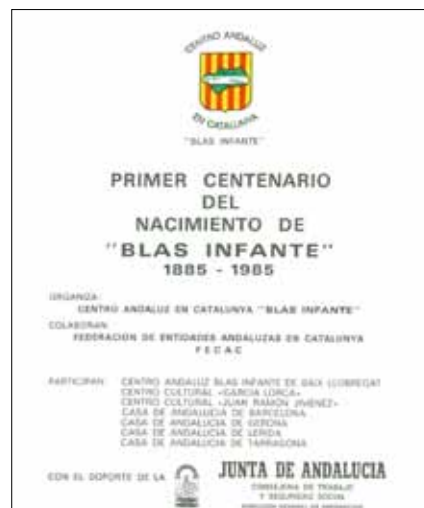 CENTRO ANDALUZ
EN CATALUNYA
"BLAS INFANTE"
PRIMER CENTENARIO
DEL
NACIMIENTO DE
"BLAS INFANTE"
1885 - 1985
ORGANIZA:
CENTRO ANDALUZ EN CATALUNYA "BLAS INFANTE"
COLABORAN:
FEDERACION DE ENTIDADES ANDALUZAS EN CATALUNYA
F E C A C
PARTICIPAN: CENTRO ANDALUZ BLAS INFANTE DE BAIX LLOBREGAT
CENTRO CULTURAL «GARCIA LORCA»
CENTRO CULTURAL «JUAN RAMON JIMENEZ»
CASA DE ANDALUCIA DE BARCELONA
CASA DE ANDALUCIA DE GERONA
CASA DE ANDALUCIA DE LERIDA
CASA DE ANDALUCIA DE TARRAGONA
CON EL SOPORTE DE LA JUNTA DE ANDALUCIA
CONSEJERIA DE TRABAJO
Y SEGURIDAD SOCIAL